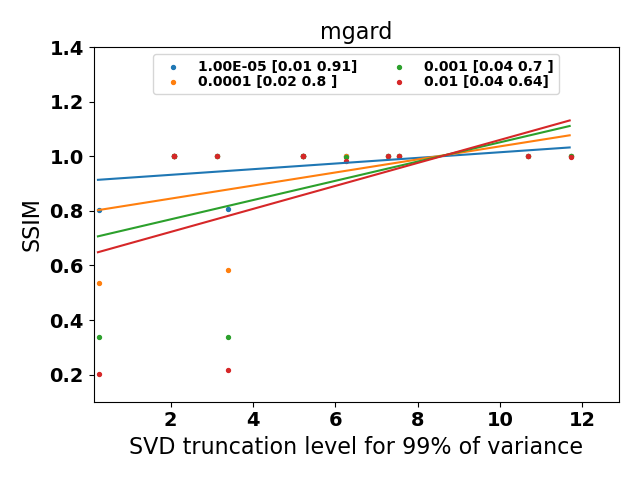 mgard
1.00E-05 [0.01 0.91]
0.0001 [0.02 0.8 ]
0.001 [0.04 0.7 ]
0.01 [0.04 0.64]
1.4
1.2
1.0
0.8
0.6
0.4
0.2
SSIM
2 4 6 8 10 12
SVD truncation level for 99% of variance